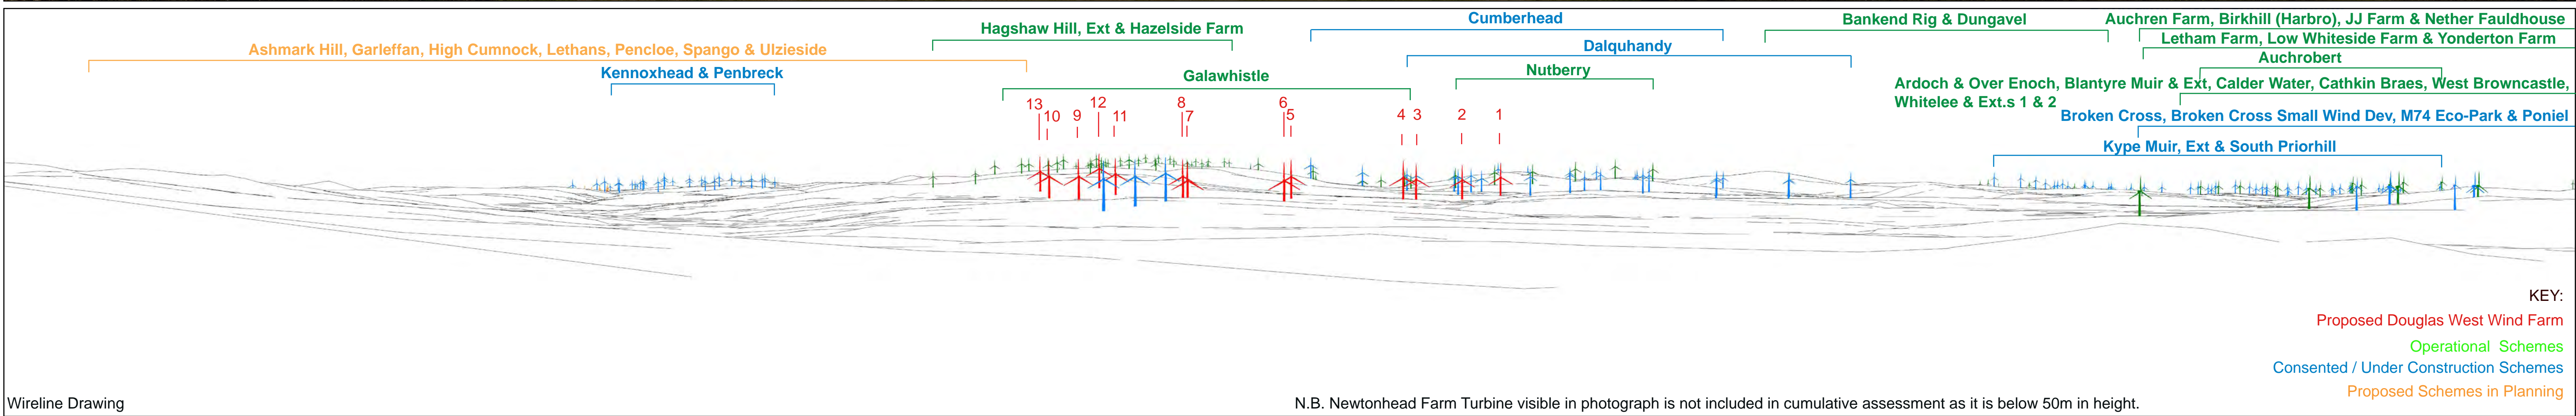 Ashmark Hill, Garleffan, High Cumnock, Lethans, Pencloe, Spango & Ulzieside
Kennoxhead & Penbreck
Hagshaw Hill, Ext & Hazelside Farm
Galawhistle
Cumberhead
Dalquhandy
Nutberry
Bankend Rig & Dungavel
Auchren Farm, Birkhill (Harbro), JJ Farm & Nether Fauldhouse
Letham Farm, Low Whiteside Farm & Yonderton Farm
Auchrobert
Ardoch & Over Enoch, Blantyre Muir & Ext, Calder Water, Cathkin Braes, West Browncastle,
Whitelee & Ext.s 1 & 2
Broken Cross, Broken Cross Small Wind Dev, M74 Eco-Park & Poniel
Kype Muir, Ext & South Priorhill
13
10
9
12
11
8
7
6
5
4
3
2
1
KEY:
Proposed Douglas West Wind Farm
Operational Schemes
Consented / Under Construction Schemes
Proposed Schemes in Planning
Wireline Drawing
N.B. Newtonhead Farm Turbine visible in photograph is not included in cumulative assessment as it is below 50m in height.